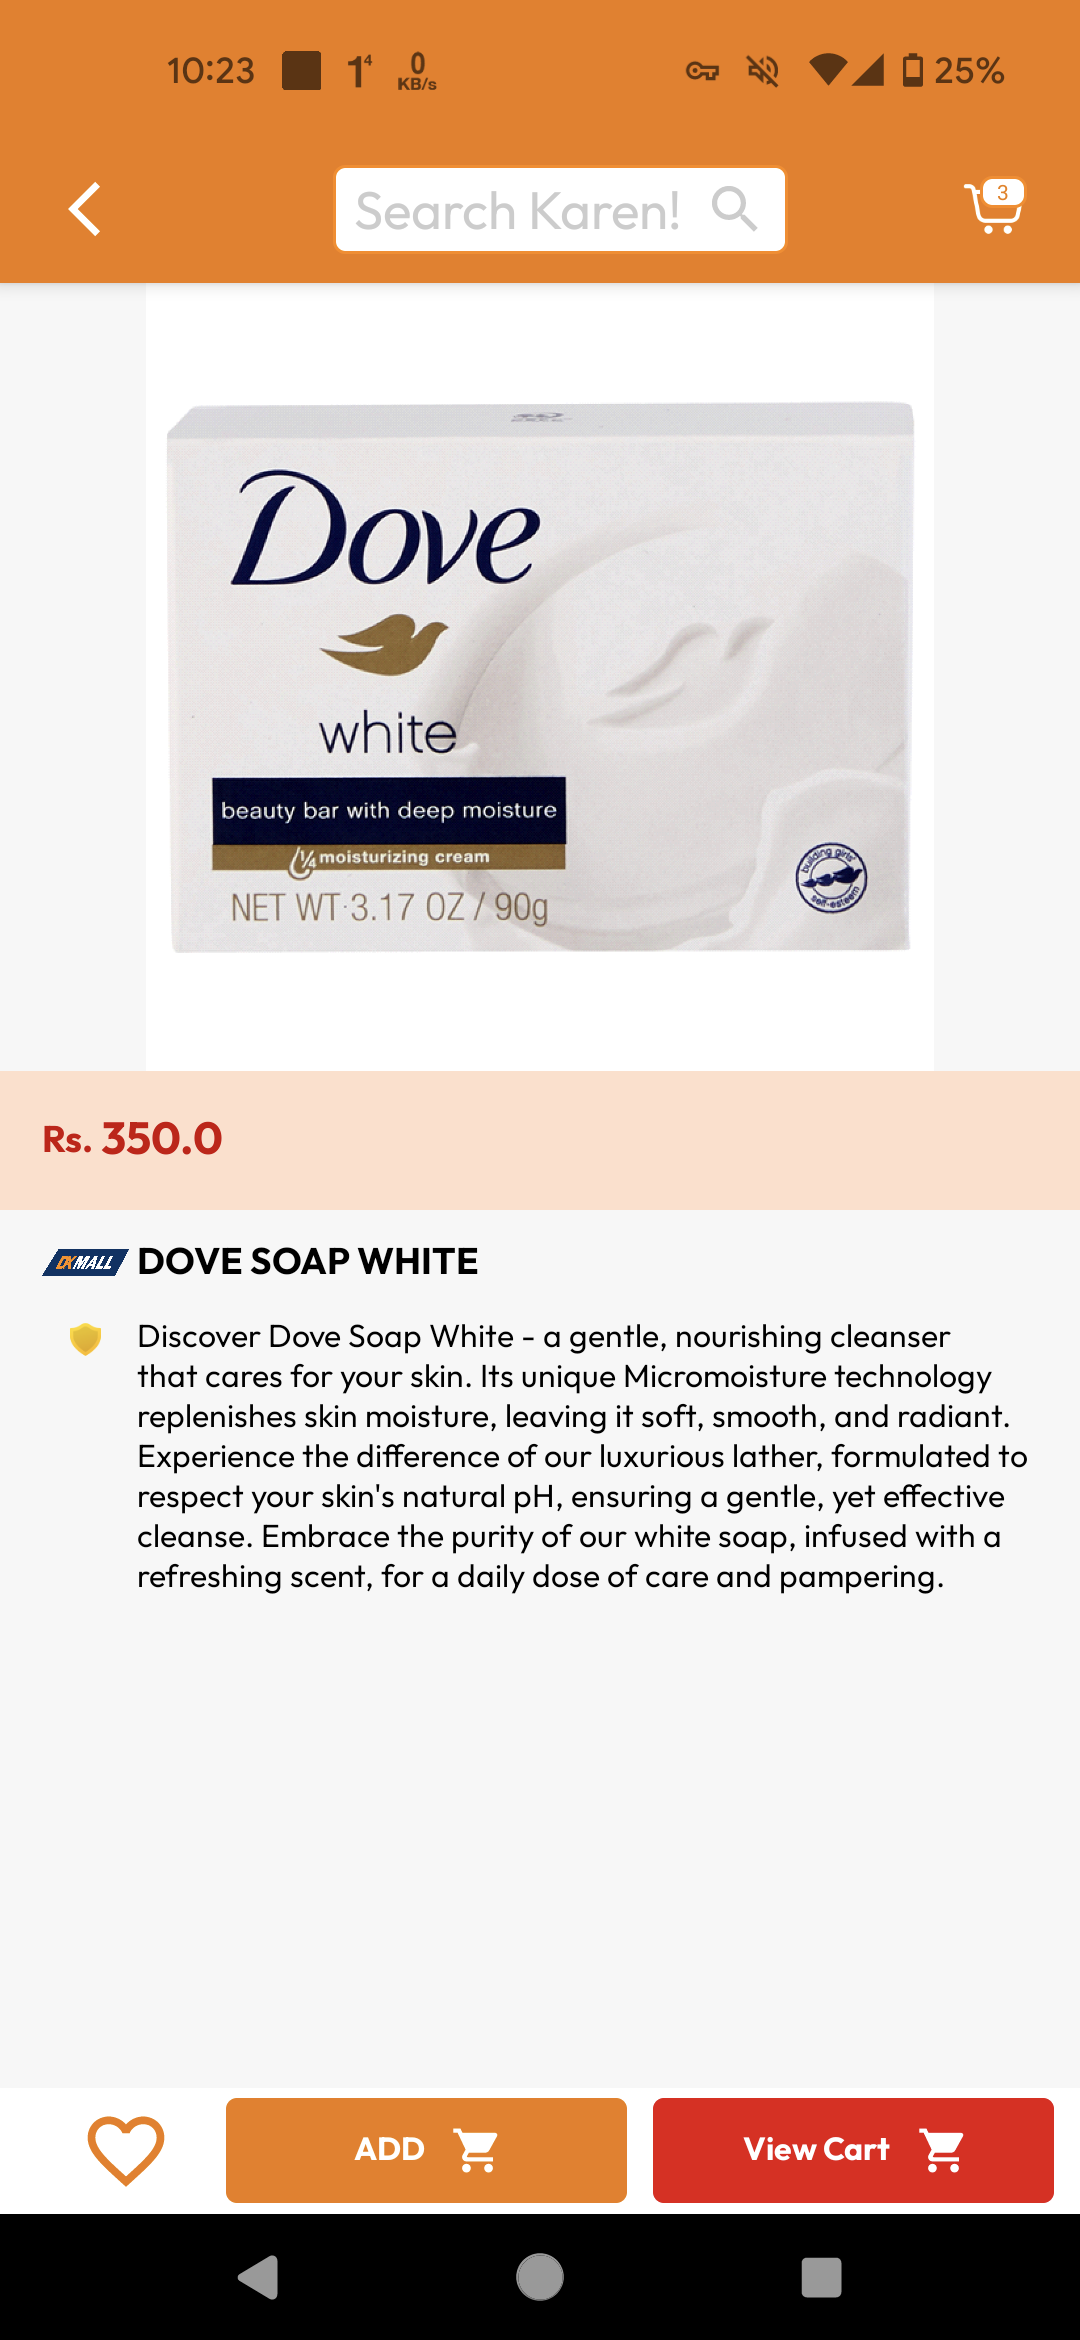 10:23 1⁴ 0 KB/s 25%
Search Karen! 3
Dove
white
beauty bar with deep moisture
¼ moisturizing cream
NET WT·3.17 OZ / 90g
building girls' self-esteem
Rs. 350.0
DXMALL DOVE SOAP WHITE
Discover Dove Soap White - a gentle, nourishing cleanser
that cares for your skin. Its unique Micromoisture technology
replenishes skin moisture, leaving it soft, smooth, and radiant.
Experience the difference of our luxurious lather, formulated to
respect your skin's natural pH, ensuring a gentle, yet effective
cleanse. Embrace the purity of our white soap, infused with a
refreshing scent, for a daily dose of care and pampering.
ADD View Cart